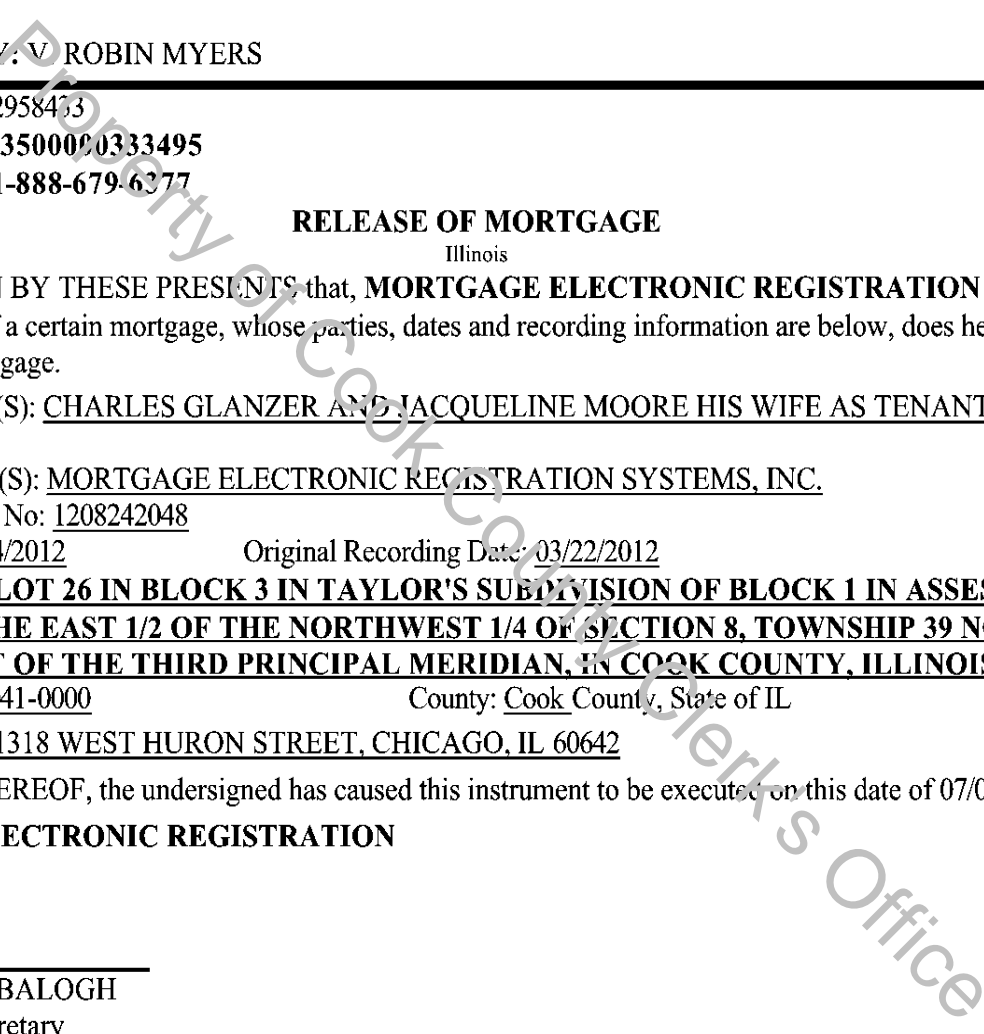 Y: V. ROBIN MYERS
2958433
3500000333495
1-888-679-6377
RELEASE OF MORTGAGE
Illinois
BY THESE PRESENTS that, MORTGAGE ELECTRONIC REGISTRATION
f a certain mortgage, whose parties, dates and recording information are below, does he
gage.
(S): CHARLES GLANZER AND JACQUELINE MOORE HIS WIFE AS TENANT
(S): MORTGAGE ELECTRONIC REGISTRATION SYSTEMS, INC.
No: 1208242048
/2012 Original Recording Date: 03/22/2012
LOT 26 IN BLOCK 3 IN TAYLOR'S SUBDIVISION OF BLOCK 1 IN ASSES
HE EAST 1/2 OF THE NORTHWEST 1/4 OF SECTION 8, TOWNSHIP 39 NO
T OF THE THIRD PRINCIPAL MERIDIAN, IN COOK COUNTY, ILLINOIS
41-0000 County: Cook County, State of IL
1318 WEST HURON STREET, CHICAGO, IL 60642
EREOF, the undersigned has caused this instrument to be executed on this date of 07/0
ECTRONIC REGISTRATION
BALOGH
retary
Property of Cook County Clerk's Office